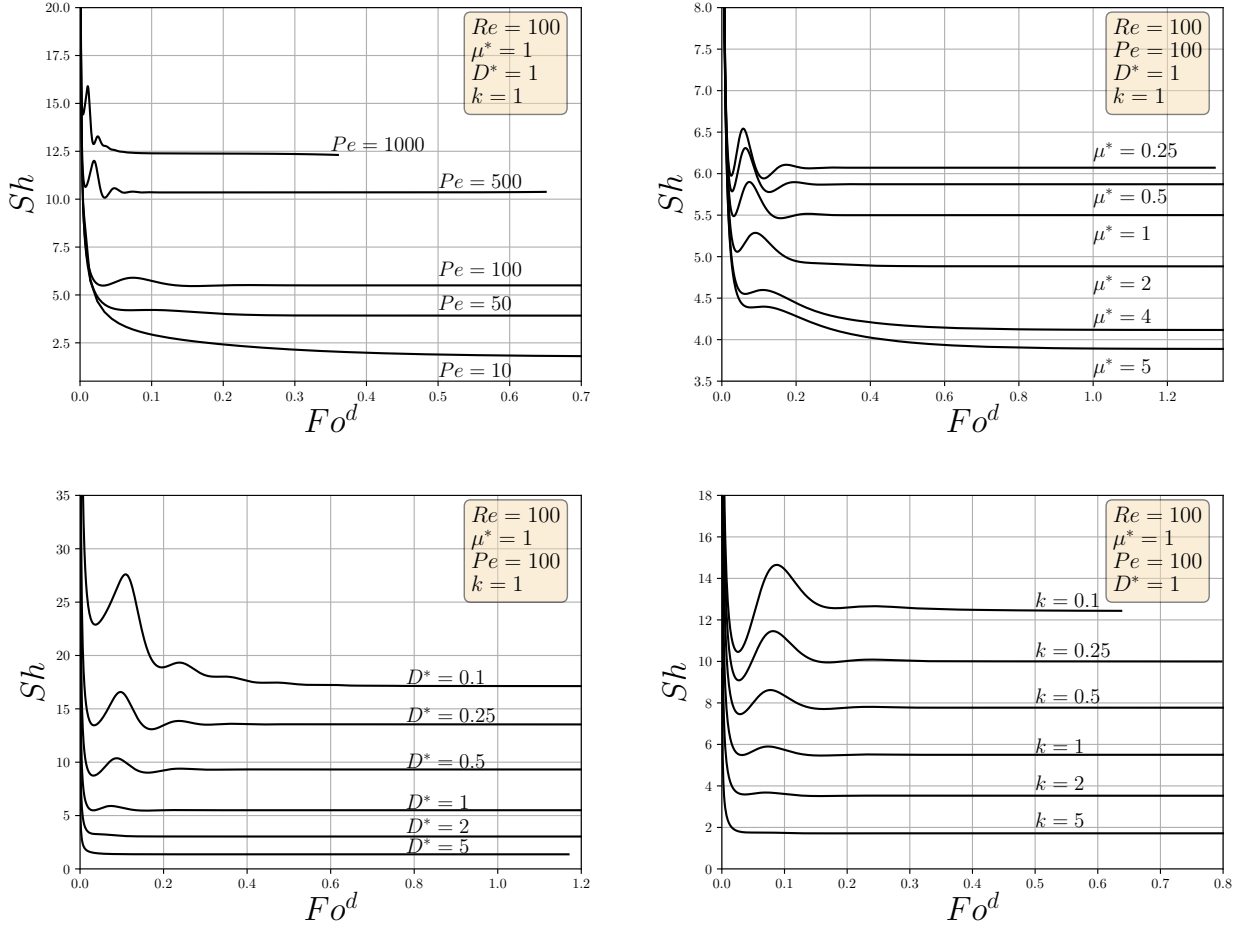 20.0
17.5
15.0
12.5
10.0
7.5
5.0
2.5
Sh
Re = 100
μ* = 1
D* = 1
k = 1
Pe = 1000
Pe = 500
Pe = 100
Pe = 50
Pe = 10
0.0 0.1 0.2 0.3 0.4 0.5 0.6 0.7
Fo^d
8.0
7.5
7.0
6.5
6.0
5.5
5.0
4.5
4.0
3.5
Sh
Re = 100
Pe = 100
D* = 1
k = 1
μ* = 0.25
μ* = 0.5
μ* = 1
μ* = 2
μ* = 4
μ* = 5
0.0 0.2 0.4 0.6 0.8 1.0 1.2
Fo^d
35
30
25
20
15
10
5
0
Sh
Re = 100
μ* = 1
Pe = 100
k = 1
D* = 0.1
D* = 0.25
D* = 0.5
D* = 1
D* = 2
D* = 5
0.0 0.2 0.4 0.6 0.8 1.0 1.2
Fo^d
18
16
14
12
10
8
6
4
2
0
Sh
Re = 100
μ* = 1
Pe = 100
D* = 1
k = 0.1
k = 0.25
k = 0.5
k = 1
k = 2
k = 5
0.0 0.1 0.2 0.3 0.4 0.5 0.6 0.7 0.8
Fo^d